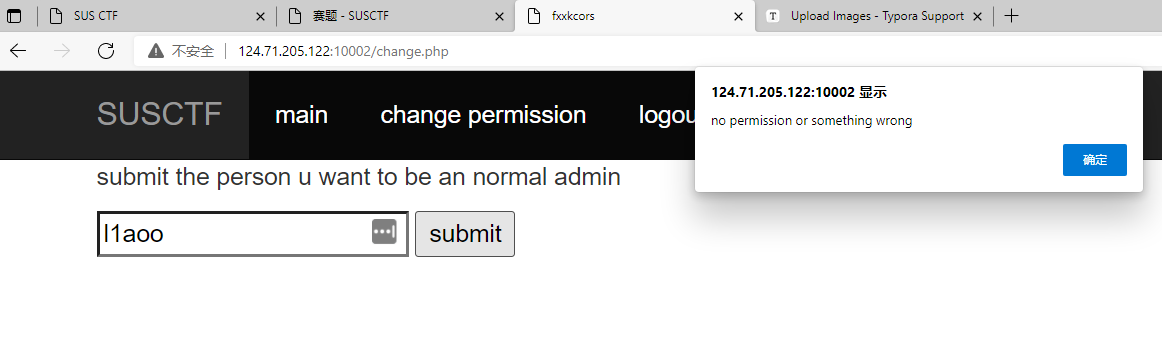 SUS CTF
赛题 - SUSCTF
fxxkcors
Upload Images - Typora Support
不安全
124.71.205.122:10002/change.php
124.71.205.122:10002 显示
no permission or something wrong
确定
SUSCTF
main
change permission
logou
submit the person u want to be an normal admin
l1aoo
submit